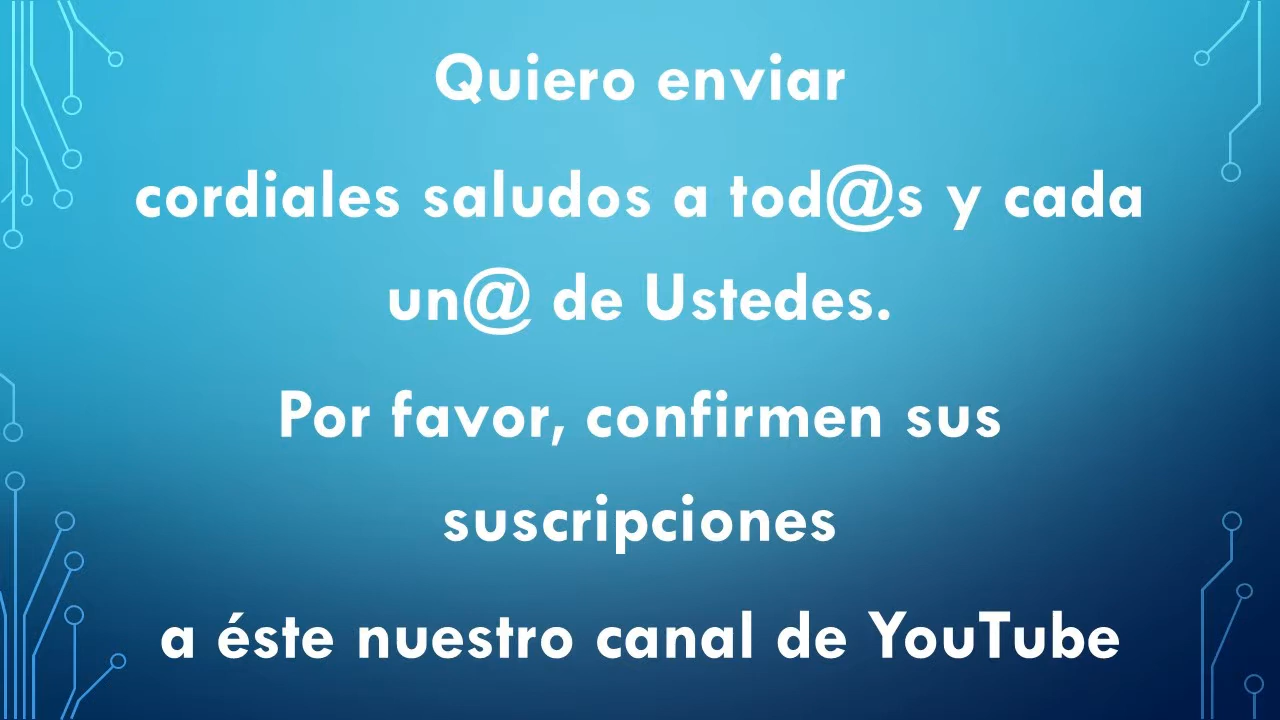 Quiero enviar
cordiales saludos a tod@s y cada
un@ de Ustedes.
Por favor, confirmen sus
suscripciones
a éste nuestro canal de YouTube